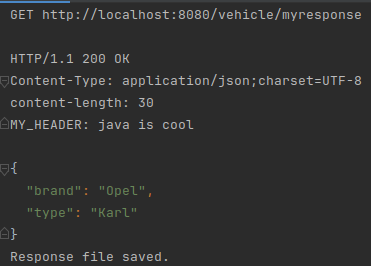 GET http://localhost:8080/vehicle/myresponse
HTTP/1.1 200 OK
Content-Type: application/json;charset=UTF-8
content-length: 30
MY_HEADER: java is cool
{
  "brand": "Opel",
  "type": "Karl"
}
Response file saved.